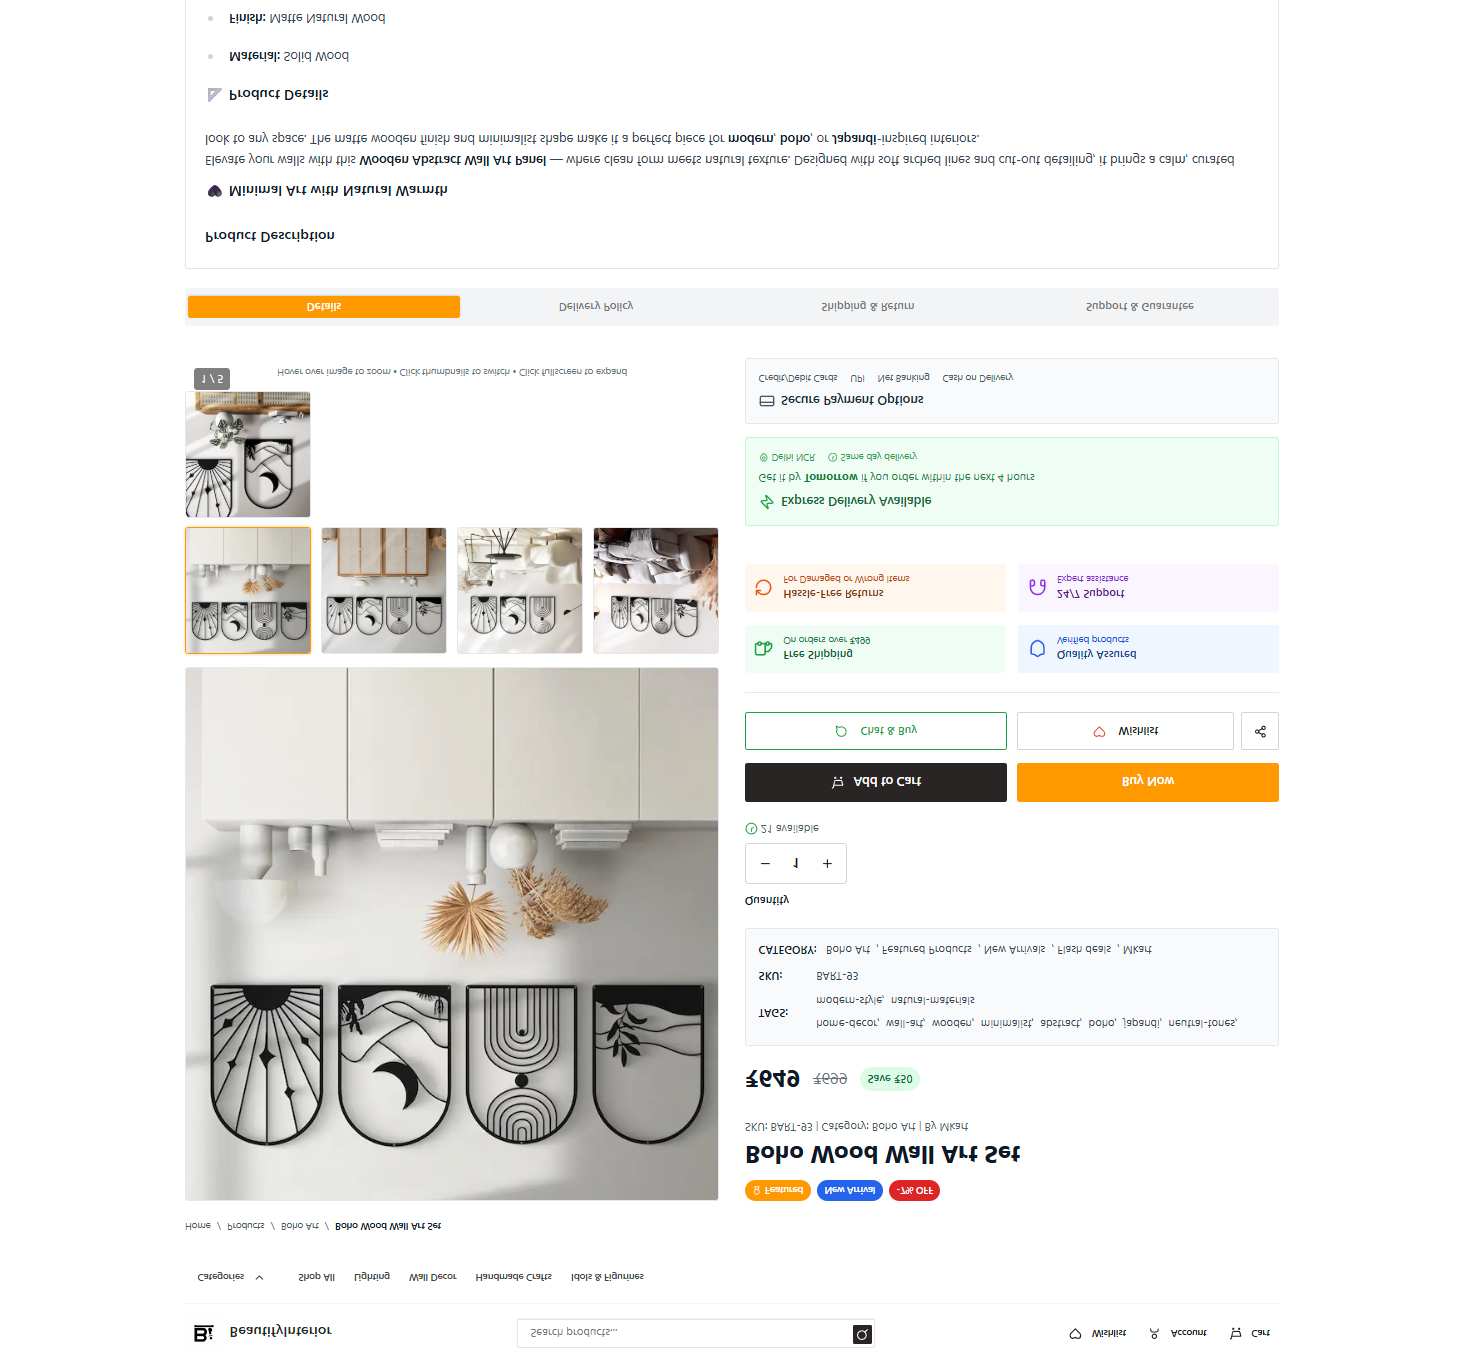 BeautifyInterior
Search products...
Wishlist
Account
Cart
Categories
Shop All
Lighting
Wall Decor
Handmade Crafts
Idols & Figurines
Home / Products / Boho Art / Boho Wood Wall Art Set
Featured
New Arrival
-7% OFF
Boho Wood Wall Art Set
SKU: BART-93 | Category: Boho Art | By Mkart
₹649 ₹699 Save ₹50
TAGS: home-decor, wall-art, wooden, minimalist, abstract, boho, japandi, neutral-tones,
modern-style, natural-materials
SKU: BART-93
CATEGORY: Boho Art , Featured Products , New Arrivals , Flash deals , Mkart
Quantity
− 1 +
21 available
Add to Cart
Buy Now
Chat & Buy
Wishlist
Free Shipping
On orders over ₹499
Quality Assured
Verified products
Hassle-Free Returns
For Damaged or Wrong Items
24/7 Support
Expert assistance
Express Delivery Available
Get it by Tomorrow if you order within the next 4 hours
Delhi NCR
Same day delivery
Secure Payment Options
Credit/Debit Cards UPI Net Banking Cash on Delivery
1 / 5
Hover over image to zoom • Click thumbnails to switch • Click fullscreen to expand
Details
Delivery Policy
Shipping & Return
Support & Guarantee
Product Description
Minimal Art with Natural Warmth
Elevate your walls with this Wooden Abstract Wall Art Panel — where clean form meets natural texture. Designed with soft arched lines and cut-out detailing, it brings a calm, curated
look to any space. The matte wooden finish and minimalist shape make it a perfect piece for modern, boho, or Japandi-inspired interiors.
Product Details
Material: Solid Wood
Finish: Matte Natural Wood